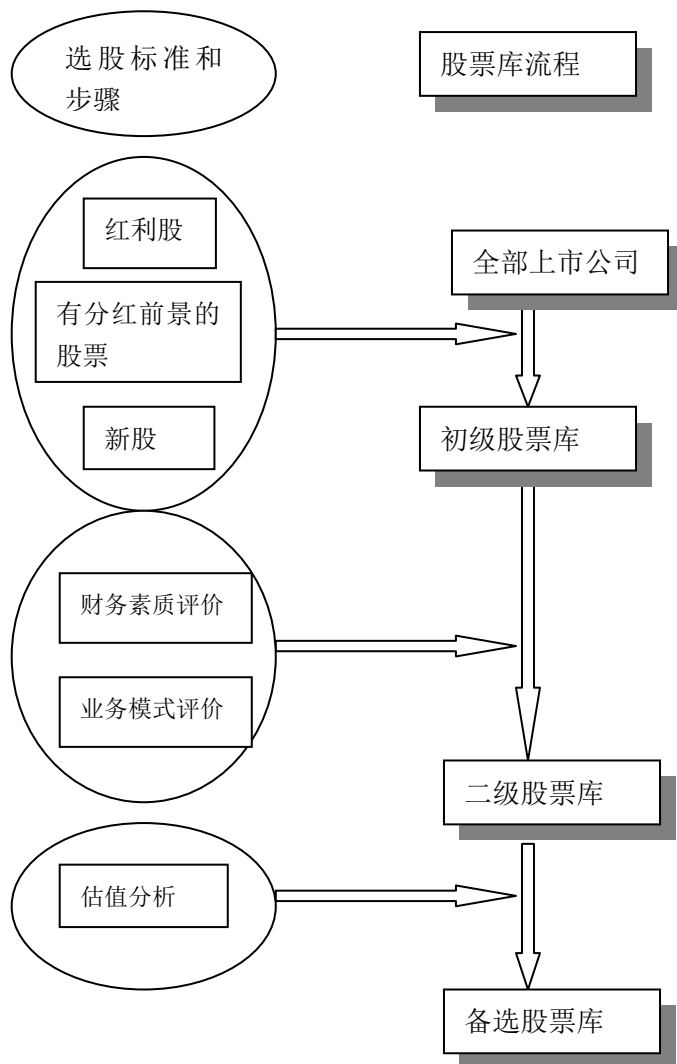 选股标准和
步骤
股票库流程
红利股
有分红前景的
股票
新股
全部上市公司
初级股票库
财务素质评价
业务模式评价
二级股票库
估值分析
备选股票库